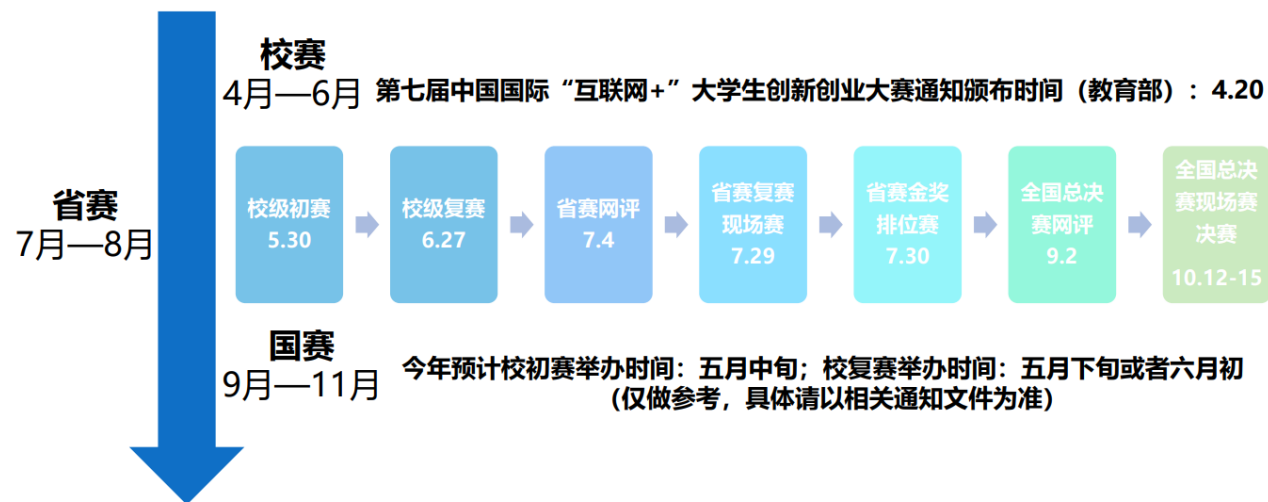 校赛
4月—6月
第七届中国国际“互联网+”大学生创新创业大赛通知颁布时间（教育部）：4.20
省赛
7月—8月
校级初赛
5.30
校级复赛
6.27
省赛网评
7.4
省赛复赛
现场赛
7.29
省赛金奖
排位赛
7.30
全国总决
赛网评
9.2
全国总决
赛现场赛
决赛
10.12-15
国赛
9月—11月
今年预计校初赛举办时间：五月中旬；校复赛举办时间：五月下旬或者六月初
（仅做参考，具体请以相关通知文件为准）